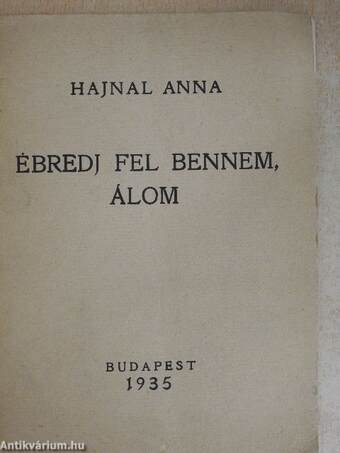 HAJNAL ANNA
ÉBREDJ FEL BENNEM,
ÁLOM
BUDAPEST
1935
Antikvárium.hu